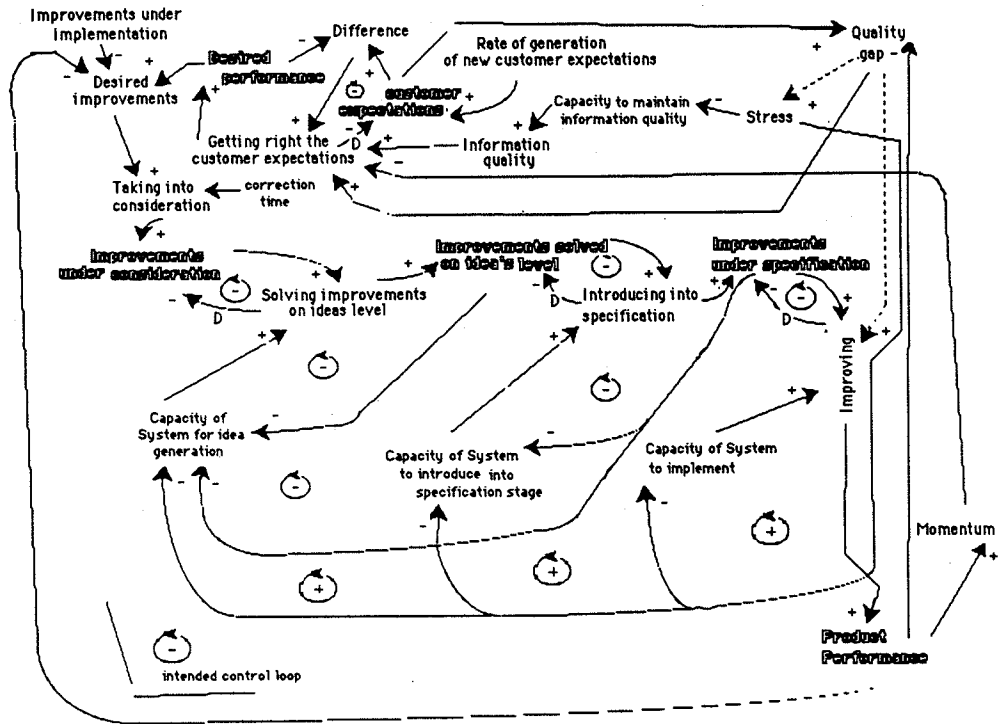 Improvements under
implementation
Desired
improvements
Desired
performance
Difference
customer
expectations
Rate of generation
of new customer expectations
Quality
gap
Capacity to maintain
information quality
Stress
Getting right the
customer expectations
D
Information
quality
Taking into
consideration
correction
time
Improvements
under consideration
Solving improvements
on ideas level
D
Improvements solved
on idea's level
D
Introducing into
specification
Improvements
under specification
D
Improving
Capacity of
System for idea
generation
Capacity of System
to introduce into
specification stage
Capacity of System
to implement
Momentum
Product
Performance
intended control loop